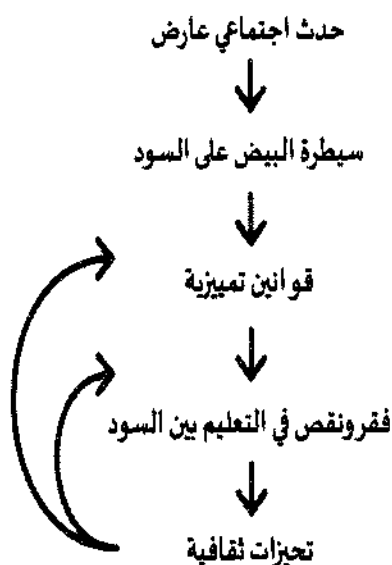 حدث اجتماعي عارض
سيطرة البيض على السود
قوانين تمييزية
فقر ونقص في التعليم بين السود
تحيزات ثقافية